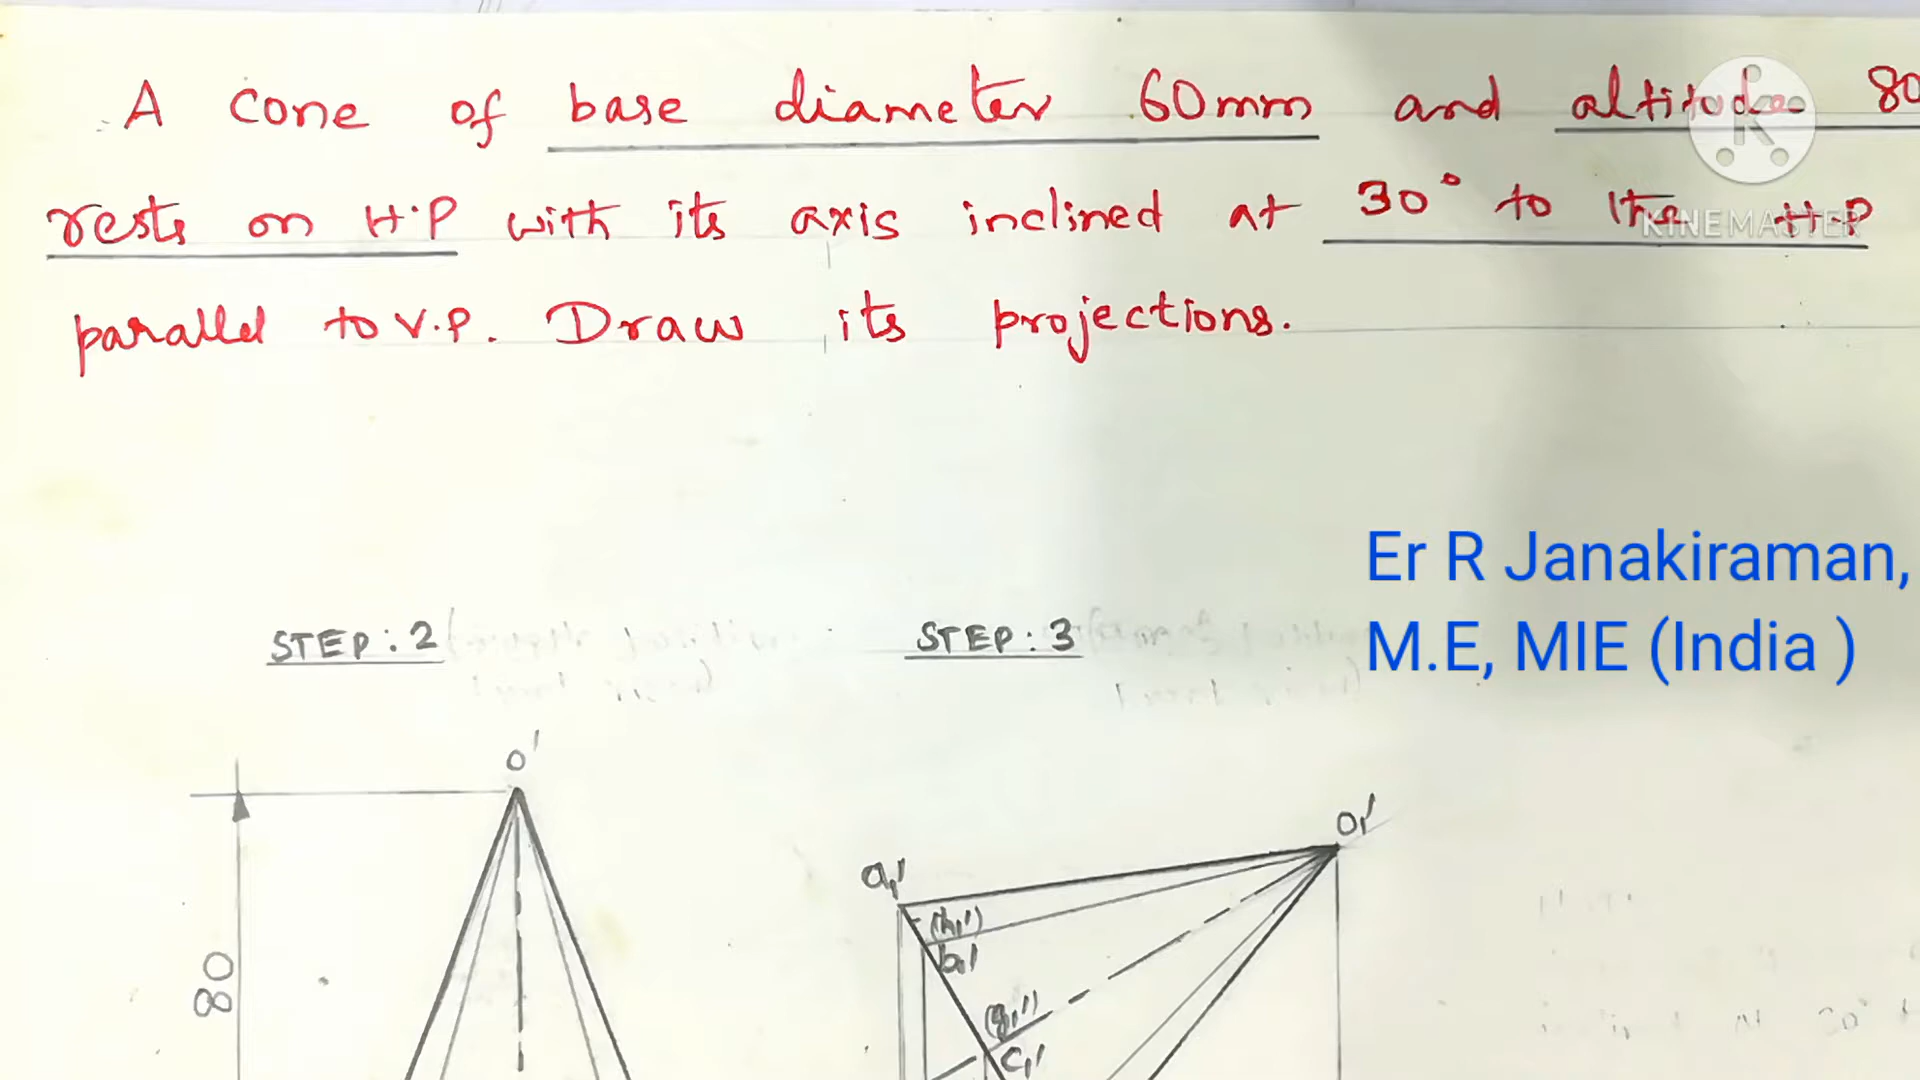 A cone of base diameter 60mm and altitude 80
rests on H.P with its axis inclined at 30° to the H.P
parallel to V.P. Draw its projections.
KINEMASTER
Er R Janakiraman,
M.E, MIE (India )
STEP: 2
STEP: 3
o'
o₁'
a₁'
(h₁')
b₁'
80
(g₁')
c₁'